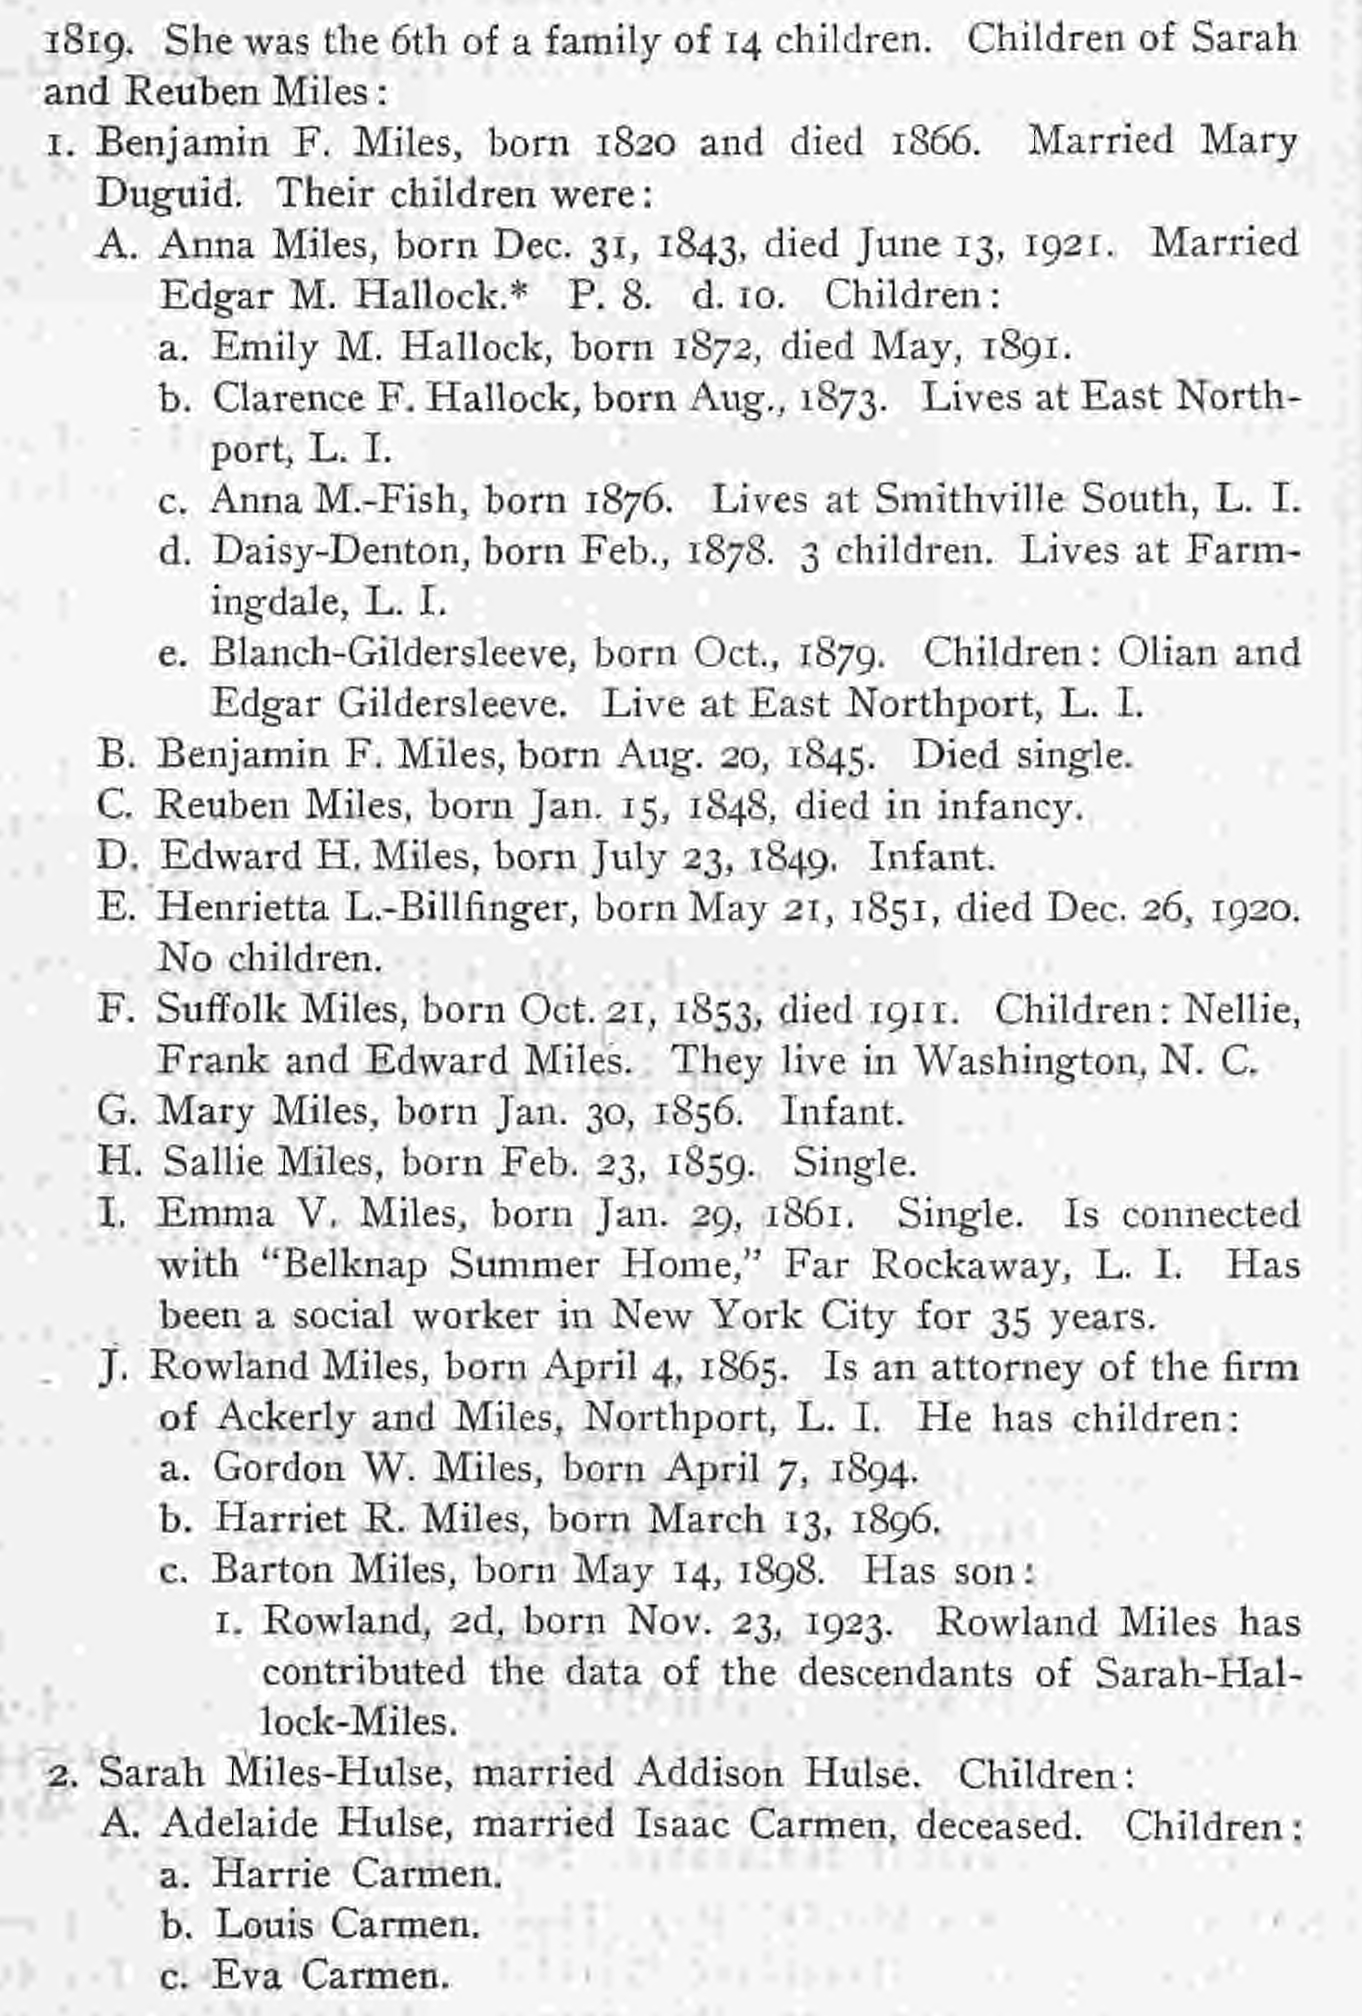 1819. She was the 6th of a family of 14 children. Children of Sarah
and Reuben Miles:
1. Benjamin F. Miles, born 1820 and died 1866. Married Mary
Duguid. Their children were:
A. Anna Miles, born Dec. 31, 1843, died June 13, 1921. Married
Edgar M. Hallock.* P. 8. d. 10. Children:
a. Emily M. Hallock, born 1872, died May, 1891.
b. Clarence F. Hallock, born Aug., 1873. Lives at East North-
port, L. I.
c. Anna M.-Fish, born 1876. Lives at Smithville South, L. I.
d. Daisy-Denton, born Feb., 1878. 3 children. Lives at Farm-
ingdale, L. I.
e. Blanch-Gildersleeve, born Oct., 1879. Children: Olian and
Edgar Gildersleeve. Live at East Northport, L. I.
B. Benjamin F. Miles, born Aug. 20, 1845. Died single.
C. Reuben Miles, born Jan. 15, 1848, died in infancy.
D. Edward H. Miles, born July 23, 1849. Infant.
E. Henrietta L.-Billfinger, born May 21, 1851, died Dec. 26, 1920.
No children.
F. Suffolk Miles, born Oct. 21, 1853, died 1911. Children: Nellie,
Frank and Edward Miles. They live in Washington, N. C.
G. Mary Miles, born Jan. 30, 1856. Infant.
H. Sallie Miles, born Feb. 23, 1859. Single.
I. Emma V. Miles, born Jan. 29, 1861. Single. Is connected
with "Belknap Summer Home," Far Rockaway, L. I. Has
been a social worker in New York City for 35 years.
J. Rowland Miles, born April 4, 1865. Is an attorney of the firm
of Ackerly and Miles, Northport, L. I. He has children:
a. Gordon W. Miles, born April 7, 1894.
b. Harriet R. Miles, born March 13, 1896.
c. Barton Miles, born May 14, 1898. Has son:
1. Rowland, 2d, born Nov. 23, 1923. Rowland Miles has
contributed the data of the descendants of Sarah-Hal-
lock-Miles.
2. Sarah Miles-Hulse, married Addison Hulse. Children:
A. Adelaide Hulse, married Isaac Carmen, deceased. Children:
a. Harrie Carmen.
b. Louis Carmen.
c. Eva Carmen.